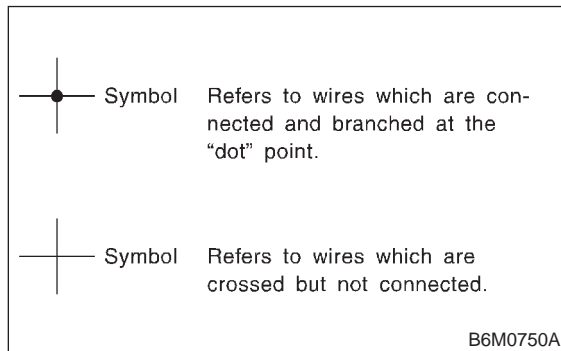 Symbol Refers to wires which are con-
nected and branched at the
“dot” point.
Symbol Refers to wires which are
crossed but not connected.
B6M0750A